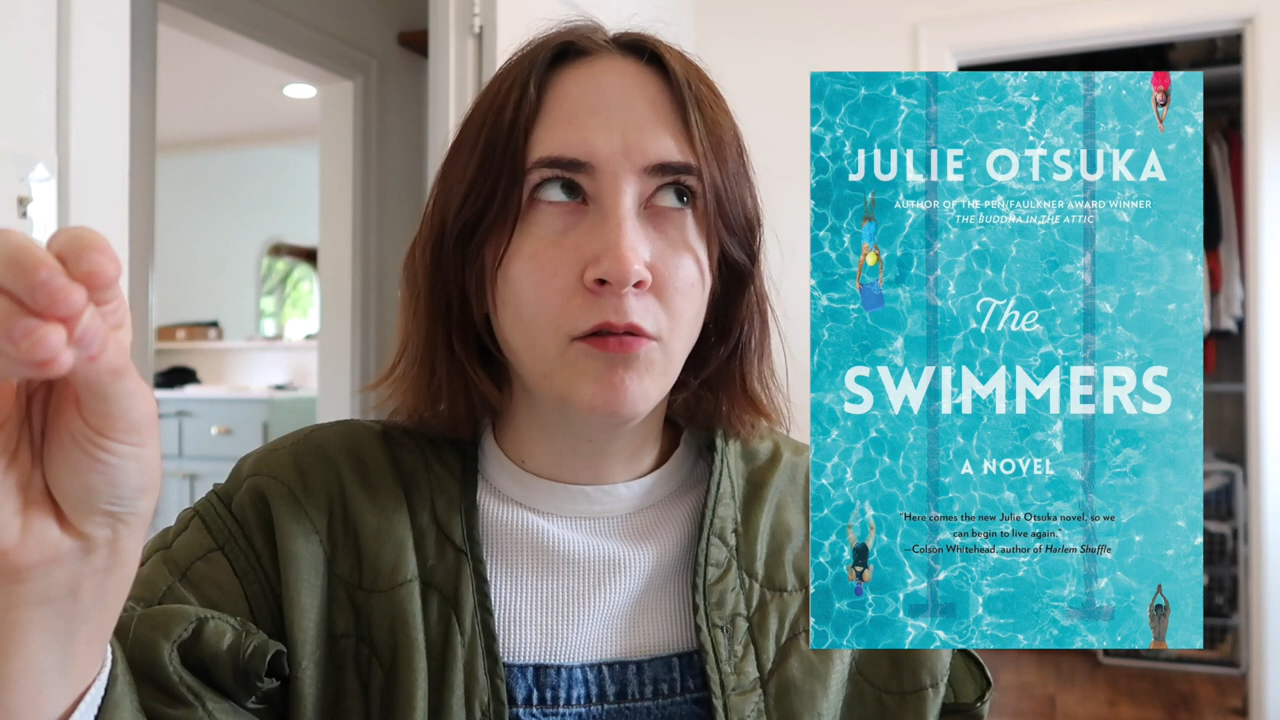 JULIE OTSUKA
AUTHOR OF THE PEN/FAULKNER AWARD WINNER
THE BUDDHA IN THE ATTIC
The
SWIMMERS
A NOVEL
"Here comes the new Julie Otsuka novel, so we
can begin to live again."
—Colson Whitehead, author of Harlem Shuffle